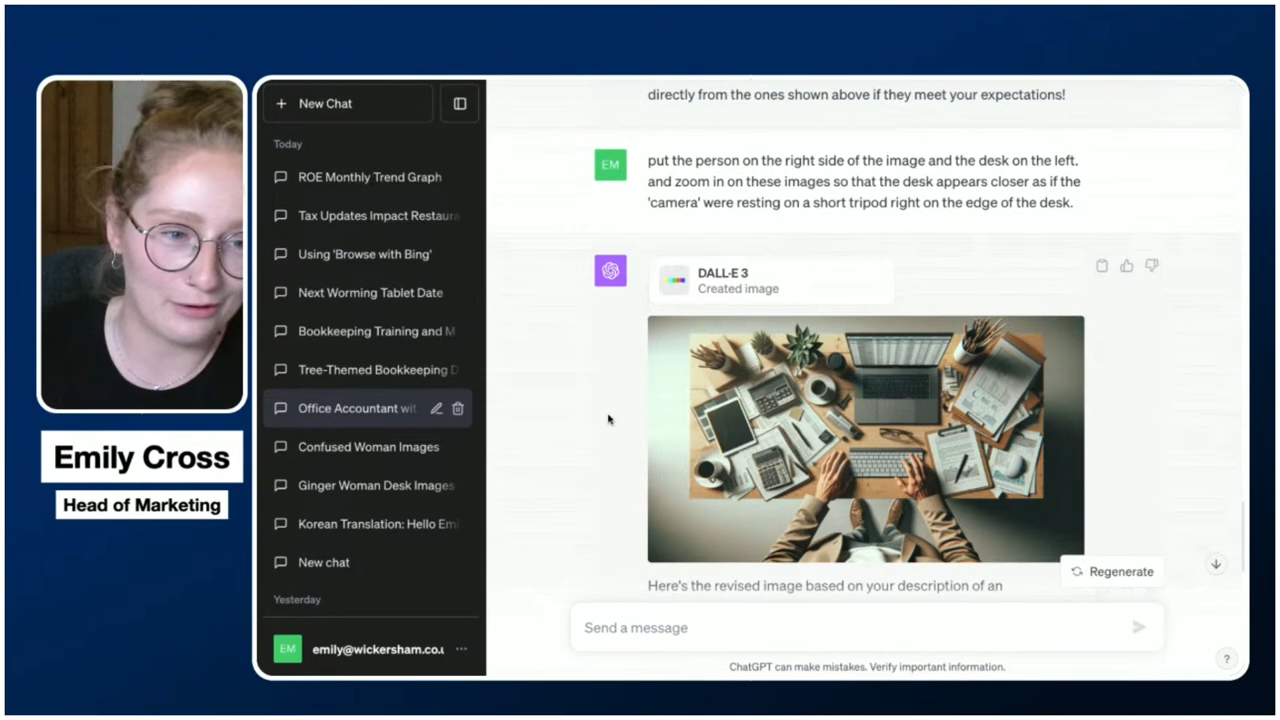 Emily Cross
Head of Marketing
New Chat
Today
ROE Monthly Trend Graph
Tax Updates Impact Restaura
Using 'Browse with Bing'
Next Worming Tablet Date
Bookkeeping Training and M
Tree-Themed Bookkeeping D
Office Accountant wit
Confused Woman Images
Ginger Woman Desk Images
Korean Translation: Hello Em
New chat
Yesterday
EM
emily@wickersham.co.u
directly from the ones shown above if they meet your expectations!
EM
put the person on the right side of the image and the desk on the left.
and zoom in on these images so that the desk appears closer as if the
'camera' were resting on a short tripod right on the edge of the desk.
DALL·E 3
Created image
Here's the revised image based on your description of an
Regenerate
Send a message
ChatGPT can make mistakes. Verify important information.
?